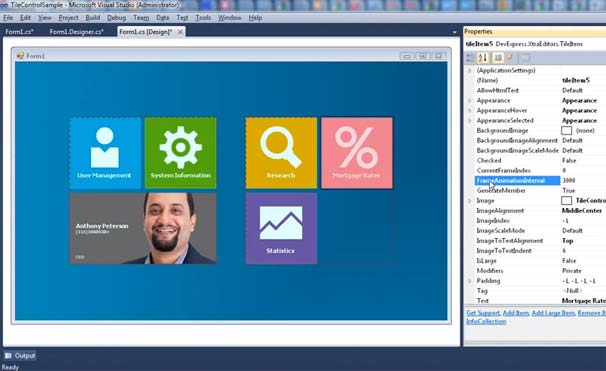 TileControlSample - Microsoft Visual Studio (Administrator)
File Edit View Project Build Debug Team Data Test Tools Window Help
Form1.cs* Form1.Designer.cs* Form1.cs [Design]*
Form1
User Management
System Information
Research
Mortgage Rates
Anthony Peterson
CEO
Statistics
Properties
tileItem5 DevExpress.XtraEditors.TileItem
(ApplicationSettings)
(Name) tileItem5
AllowHtmlText Default
Appearance Appearance
AppearanceHover Appearance
AppearanceSelected Appearance
BackgroundImage (none)
BackgroundImageAlignment Default
BackgroundImageScaleMode Default
Checked False
CurrentFrameIndex 0
FrameAnimationInterval 3000
GenerateMember True
Image TileContro
ImageAlignment MiddleCenter
ImageIndex -1
ImageScaleMode Default
ImageToTextAlignment Top
ImageToTextIndent 6
IsLarge False
Modifiers Private
Padding -1, -1, -1, -1
Tag <Null>
Text Mortgage Rate
Get Support, Add Item, Add Large Item, Remove It
InfoCollection
Output
Ready